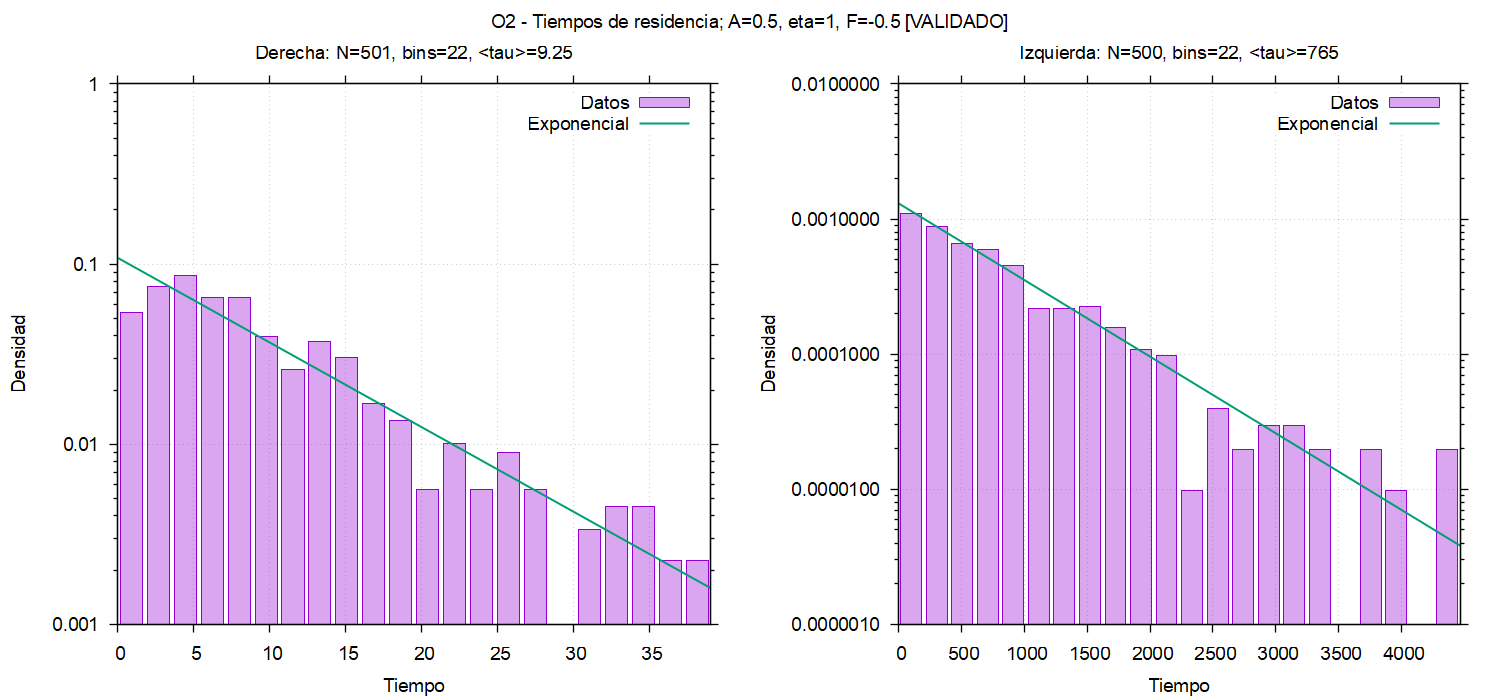 O2 - Tiempos de residencia; A=0.5, eta=1, F=-0.5 [VALIDADO]
Derecha: N=501, bins=22, <tau>=9.25
Datos
Exponencial
1
0.1
0.01
0.001
0 5 10 15 20 25 30 35
Densidad
Tiempo
Izquierda: N=500, bins=22, <tau>=765
Datos
Exponencial
0.0100000
0.0010000
0.0001000
0.0000100
0.0000010
0 500 1000 1500 2000 2500 3000 3500 4000
Densidad
Tiempo